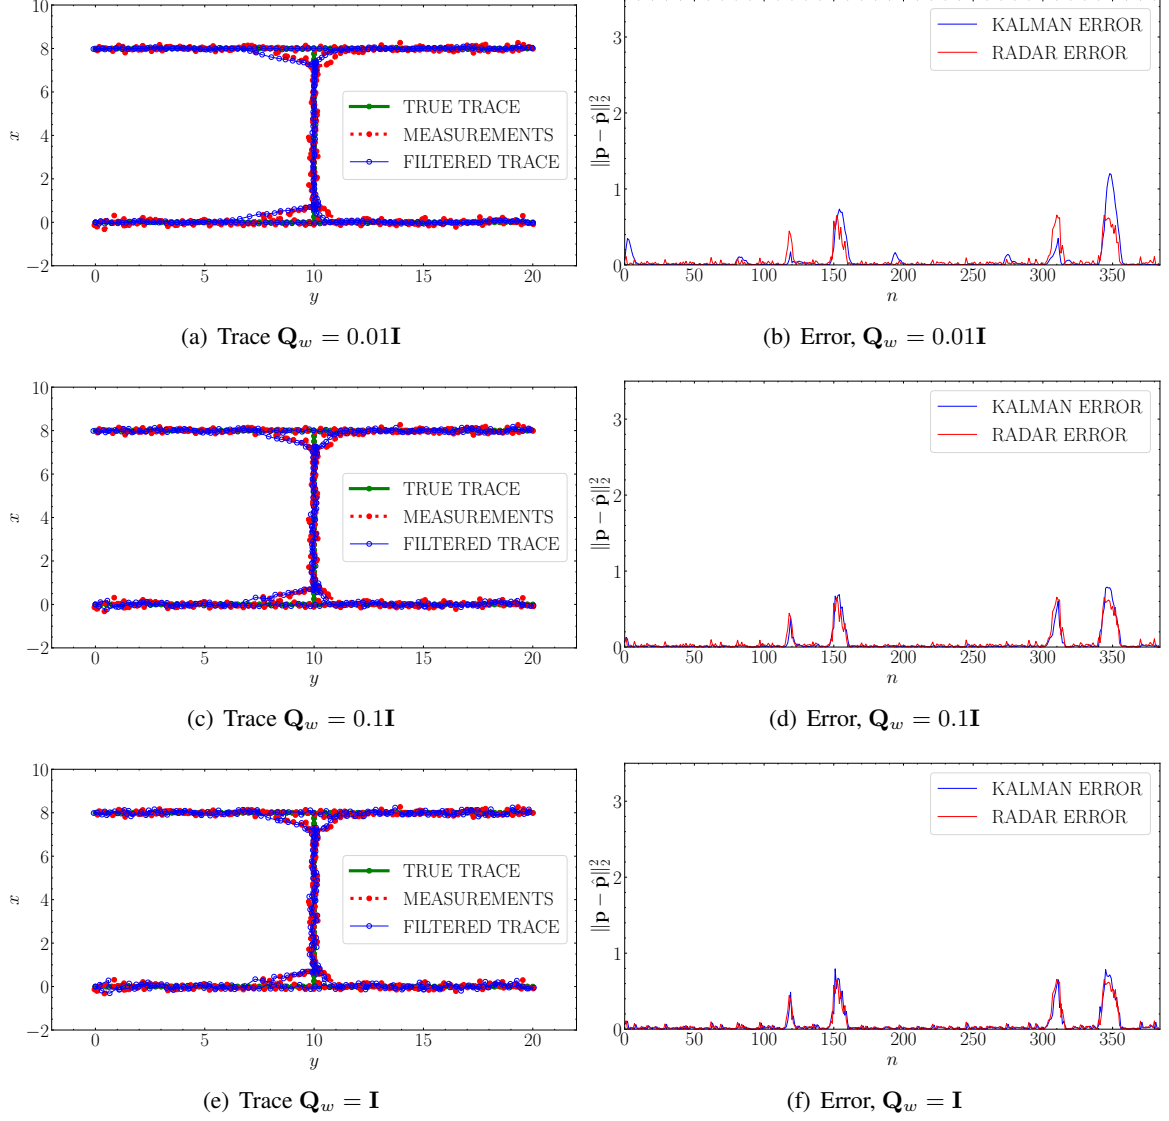 10
8
6
4
2
0
−2
x
0 5 10 15 20
y
TRUE TRACE
MEASUREMENTS
FILTERED TRACE
(a) Trace Q_w = 0.01I
3
2
1
0
‖p − p̂‖₂²
0 50 100 150 200 250 300 350
n
KALMAN ERROR
RADAR ERROR
(b) Error, Q_w = 0.01I
10
8
6
4
2
0
−2
x
0 5 10 15 20
y
TRUE TRACE
MEASUREMENTS
FILTERED TRACE
(c) Trace Q_w = 0.1I
3
2
1
0
‖p − p̂‖₂²
0 50 100 150 200 250 300 350
n
KALMAN ERROR
RADAR ERROR
(d) Error, Q_w = 0.1I
10
8
6
4
2
0
−2
x
0 5 10 15 20
y
TRUE TRACE
MEASUREMENTS
FILTERED TRACE
(e) Trace Q_w = I
3
2
1
0
‖p − p̂‖₂²
0 50 100 150 200 250 300 350
n
KALMAN ERROR
RADAR ERROR
(f) Error, Q_w = I